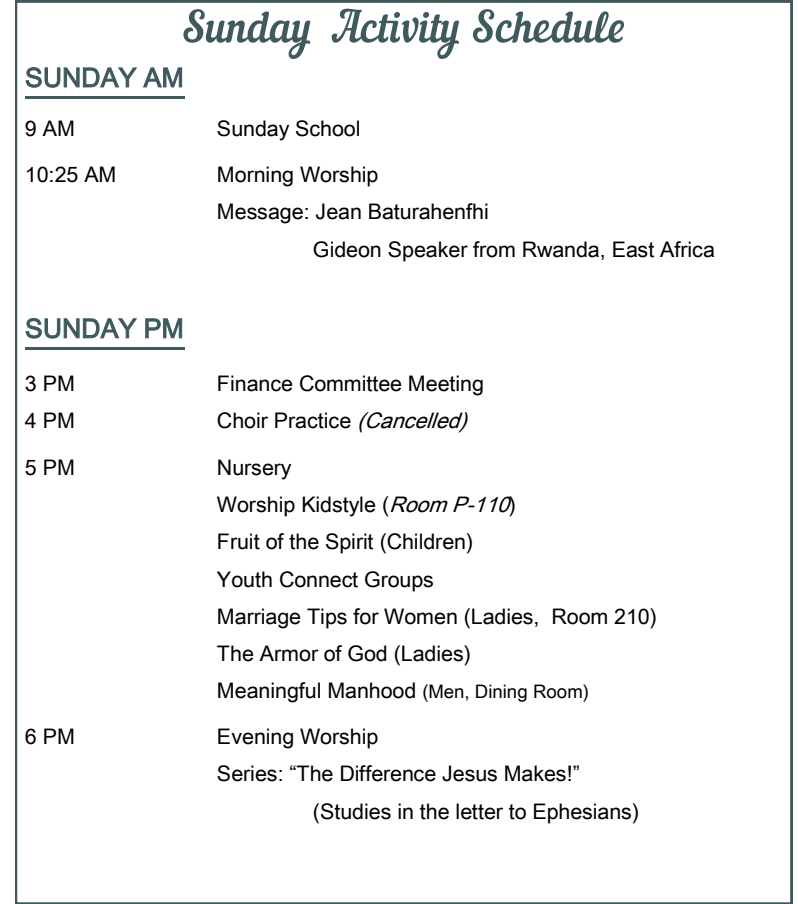 Sunday Activity Schedule
SUNDAY AM
9 AM Sunday School
10:25 AM Morning Worship
Message: Jean Baturahenfhi
Gideon Speaker from Rwanda, East Africa
SUNDAY PM
3 PM Finance Committee Meeting
4 PM Choir Practice (Cancelled)
5 PM Nursery
Worship Kidstyle (Room P-110)
Fruit of the Spirit (Children)
Youth Connect Groups
Marriage Tips for Women (Ladies, Room 210)
The Armor of God (Ladies)
Meaningful Manhood (Men, Dining Room)
6 PM Evening Worship
Series: “The Difference Jesus Makes!”
(Studies in the letter to Ephesians)